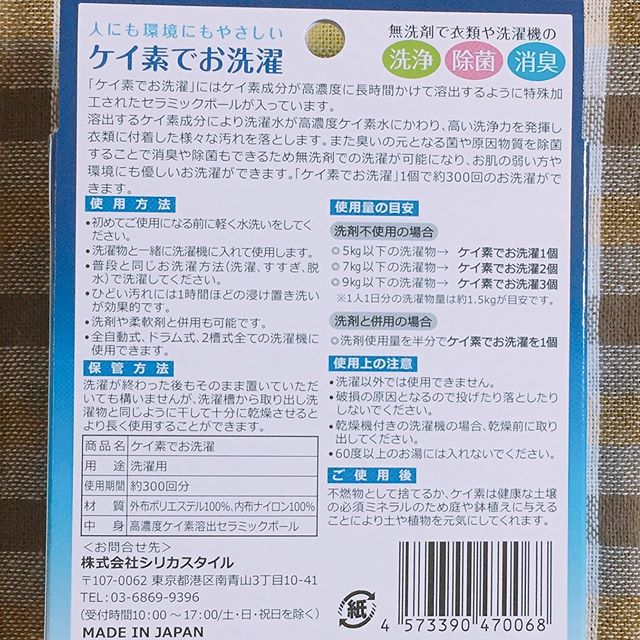 人にも環境にもやさしい
ケイ素でお洗濯
無洗剤で衣類や洗濯機の
洗浄 除菌 消臭
「ケイ素でお洗濯」にはケイ素成分が高濃度に長時間かけて溶出するように特殊加
工されたセラミックボールが入っています。
溶出するケイ素成分により洗濯水が高濃度ケイ素水にかわり、高い洗浄力を発揮し
衣類に付着した様々な汚れを落とします。また臭いの元となる菌や原因物質を除菌
することで消臭や除菌もできるため無洗剤での洗濯が可能になり、お肌の弱い方や
環境にも優しいお洗濯ができます。「ケイ素でお洗濯」1個で約300回のお洗濯がで
きます。
使用方法
•初めてご使用になる前に軽く水洗いをしてく
ださい。
•洗濯物と一緒に洗濯機に入れて使用します。
•普段と同じお洗濯方法(洗濯、すすぎ、脱
水)で洗濯してください。
•ひどい汚れには1時間ほどの浸け置き洗い
が効果的です。
•洗剤や柔軟剤と併用も可能です。
•全自動式、ドラム式、2槽式全ての洗濯機に
使用できます。
保管方法
洗濯が終わった後もそのまま置いていただ
いても構いませんが、洗濯槽から取り出し洗
濯物と同じように干して十分に乾燥させると
より長く使用することができます。
商品名 ケイ素でお洗濯
用途 洗濯用
使用期間 約300回分
材質 外布ポリエステル100%、内布ナイロン100%
中身 高濃度ケイ素溶出セラミックボール
<お問合せ先>
株式会社シリカスタイル
〒107-0062 東京都港区南青山3丁目10-41
TEL:03-6869-9396
(受付時間10:00～17:00/土・日・祝日を除く)
MADE IN JAPAN
使用量の目安
洗剤不使用の場合
◎5kg以下の洗濯物→ ケイ素でお洗濯1個
◎7kg以下の洗濯物→ ケイ素でお洗濯2個
◎9kg以下の洗濯物→ ケイ素でお洗濯3個
※1人1日分の洗濯物量は約1.5kgが目安です。
洗剤と併用の場合
◎洗剤使用量を半分でケイ素でお洗濯を1個
使用上の注意
•洗濯以外では使用できません。
•破損の原因となるので投げたり落としたり
しないでください。
•乾燥機付きの洗濯機の場合、乾燥前に取り
出してください。
•60度以上のお湯には入れないでください。
ご使用後
不燃物として捨てるか、ケイ素は健康な土壌
の必須ミネラルのため庭や鉢植えに与える
ことにより土や植物を元気にしてくれます。
紙
4 573390 470068